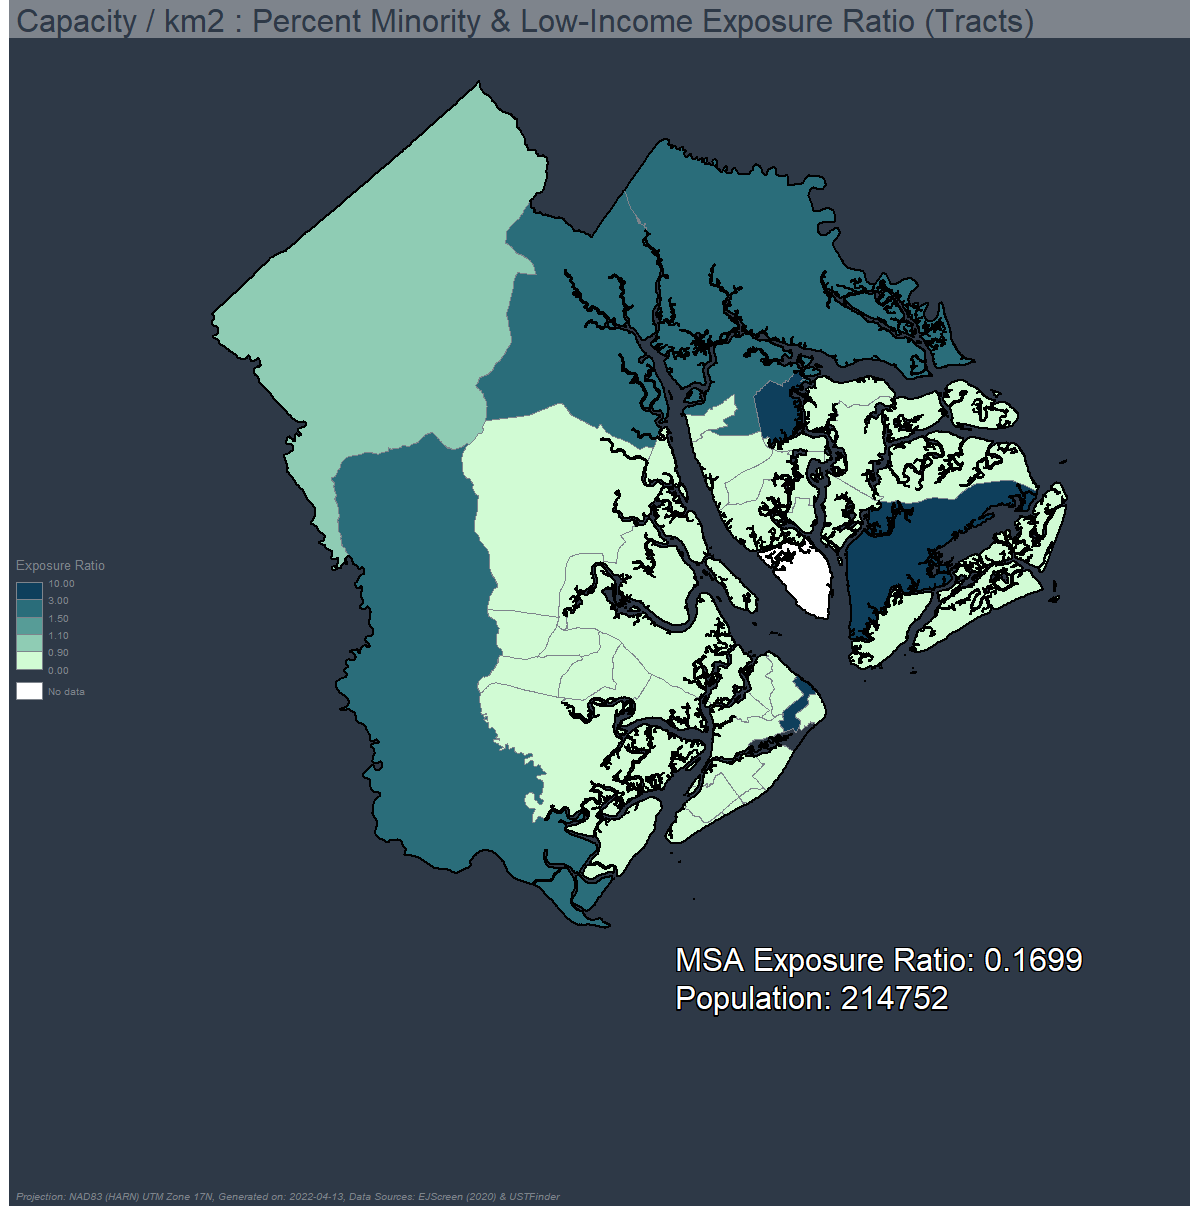 Capacity / km2 : Percent Minority & Low-Income Exposure Ratio (Tracts)
Exposure Ratio
10.00
3.00
1.50
1.10
0.90
0.00
No data
MSA Exposure Ratio: 0.1699
Population: 214752
Projection: NAD83 (HARN) UTM Zone 17N, Generated on: 2022-04-13, Data Sources: EJScreen (2020) & USTFinder